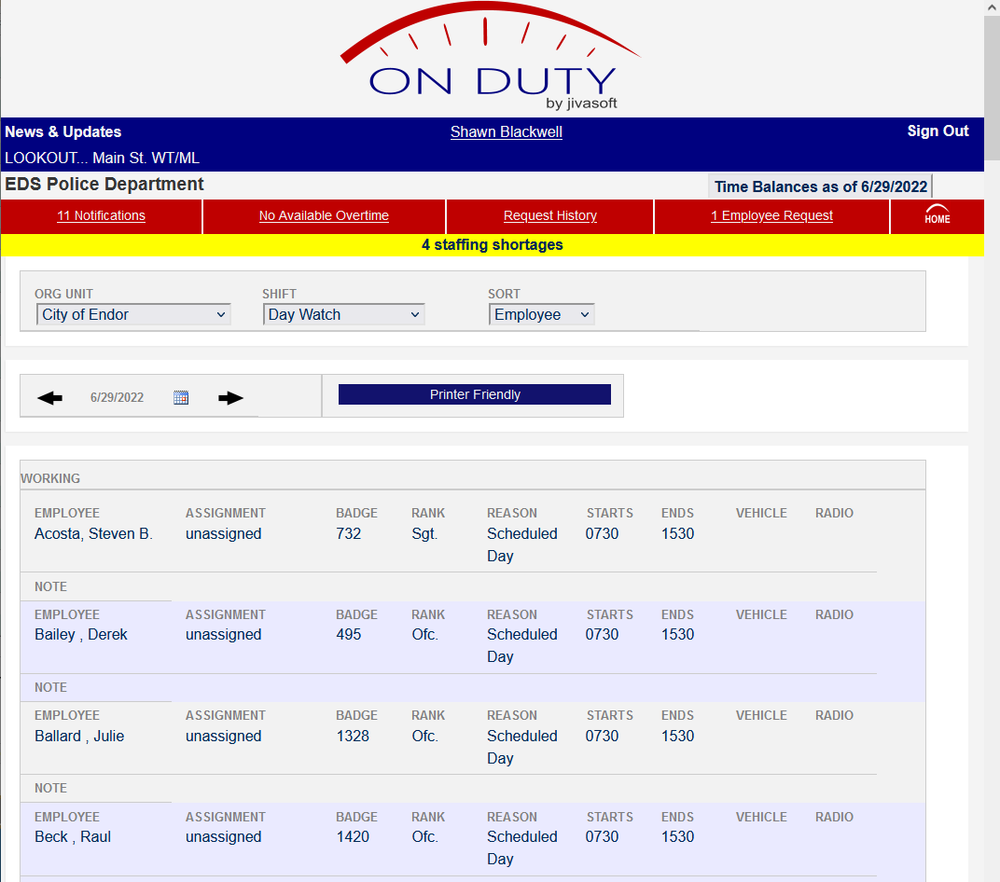 ON DUTY
by jivasoft
News & Updates Shawn Blackwell Sign Out
LOOKOUT... Main St. WT/ML
EDS Police Department Time Balances as of 6/29/2022
11 Notifications No Available Overtime Request History 1 Employee Request HOME
4 staffing shortages
ORG UNIT SHIFT SORT
City of Endor Day Watch Employee
6/29/2022 Printer Friendly
WORKING
EMPLOYEE ASSIGNMENT BADGE RANK REASON STARTS ENDS VEHICLE RADIO
Acosta, Steven B. unassigned 732 Sgt. Scheduled 0730 1530
Day
NOTE
EMPLOYEE ASSIGNMENT BADGE RANK REASON STARTS ENDS VEHICLE RADIO
Bailey , Derek unassigned 495 Ofc. Scheduled 0730 1530
Day
NOTE
EMPLOYEE ASSIGNMENT BADGE RANK REASON STARTS ENDS VEHICLE RADIO
Ballard , Julie unassigned 1328 Ofc. Scheduled 0730 1530
Day
NOTE
EMPLOYEE ASSIGNMENT BADGE RANK REASON STARTS ENDS VEHICLE RADIO
Beck , Raul unassigned 1420 Ofc. Scheduled 0730 1530
Day